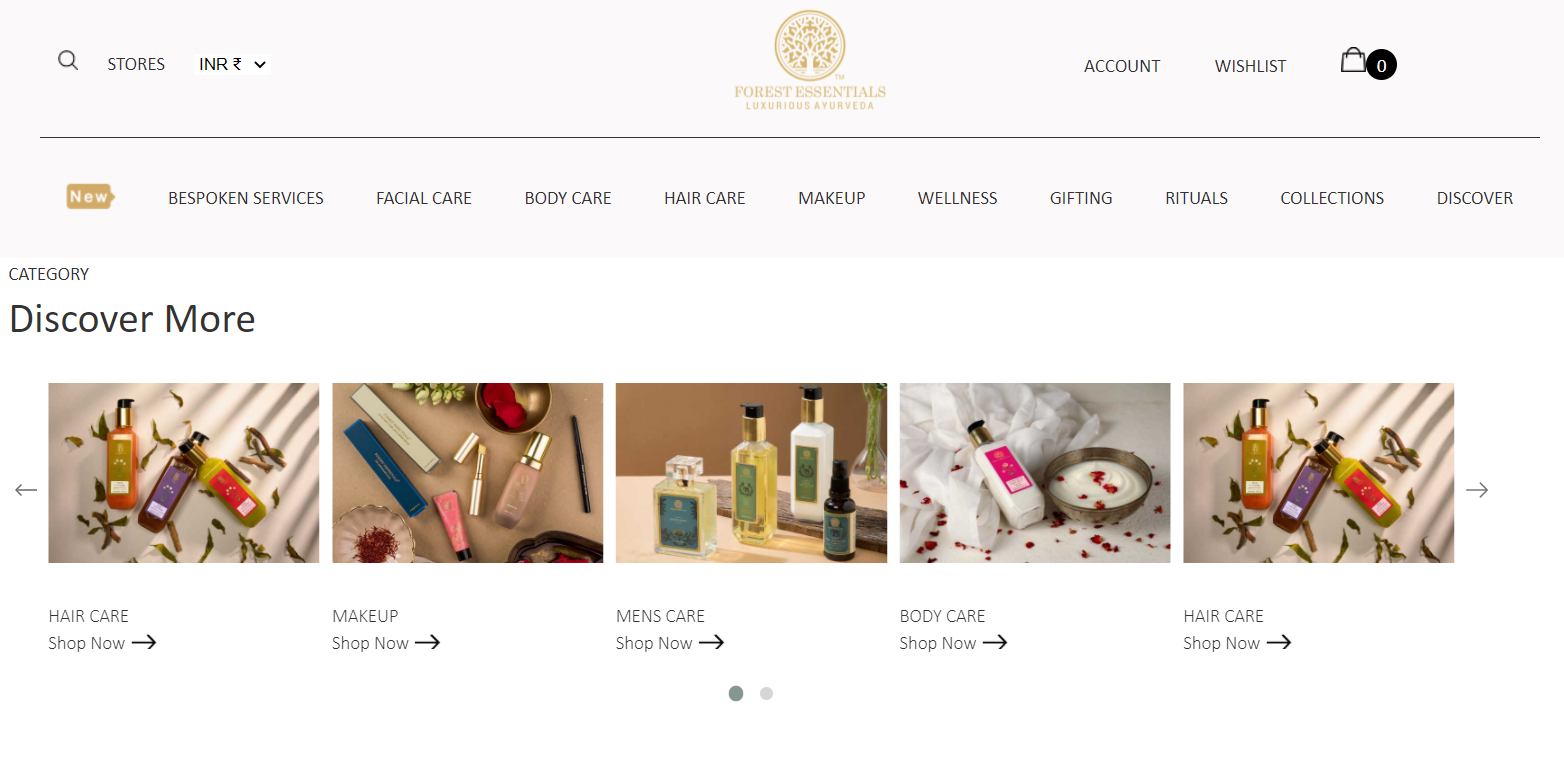 STORES
INR ₹
TM
FOREST ESSENTIALS
LUXURIOUS AYURVEDA
ACCOUNT
WISHLIST
0
New
BESPOKEN SERVICES
FACIAL CARE
BODY CARE
HAIR CARE
MAKEUP
WELLNESS
GIFTING
RITUALS
COLLECTIONS
DISCOVER
CATEGORY
Discover More
HAIR CARE
Shop Now
MAKEUP
Shop Now
MENS CARE
Shop Now
BODY CARE
Shop Now
HAIR CARE
Shop Now